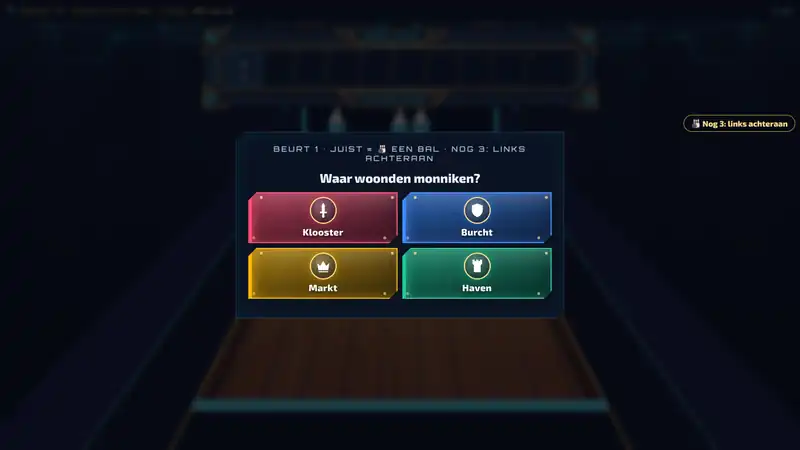 Nog 3: links achteraan
BEURT 1 · JUIST = EEN BAL · NOG 3: LINKS
ACHTERAAN
Waar woonden monniken?
Klooster
Burcht
Markt
Haven